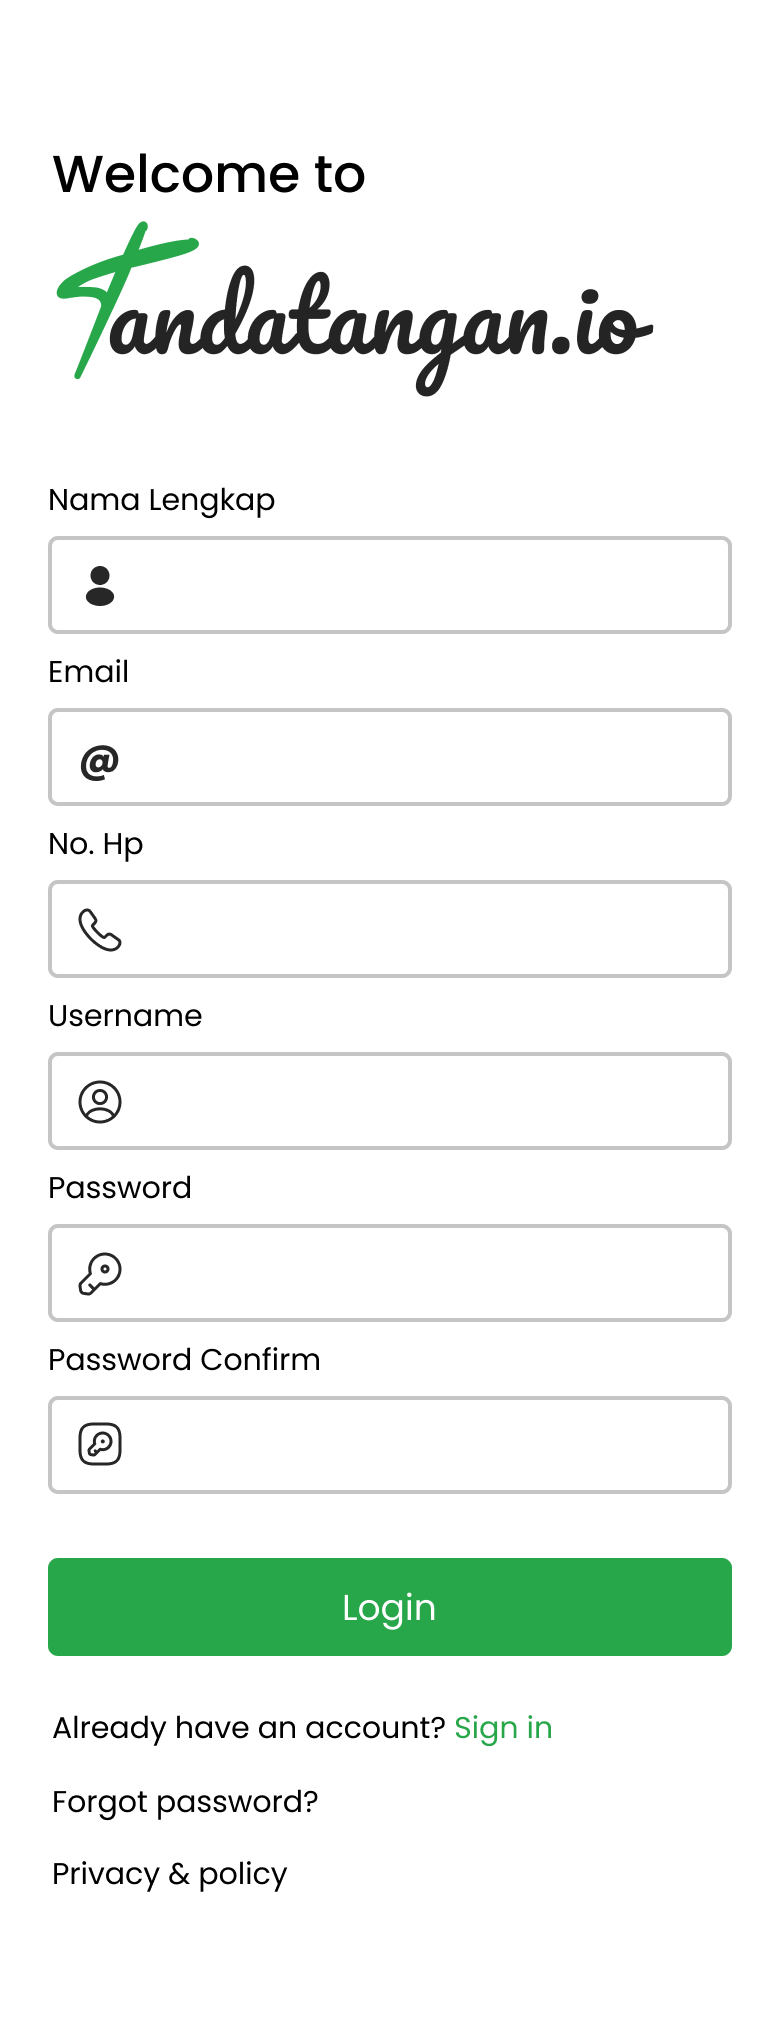 Welcome to
Tandatangan.io
Nama Lengkap
Email
@
No. Hp
Username
Password
Password Confirm
Login
Already have an account? Sign in
Forgot password?
Privacy & policy